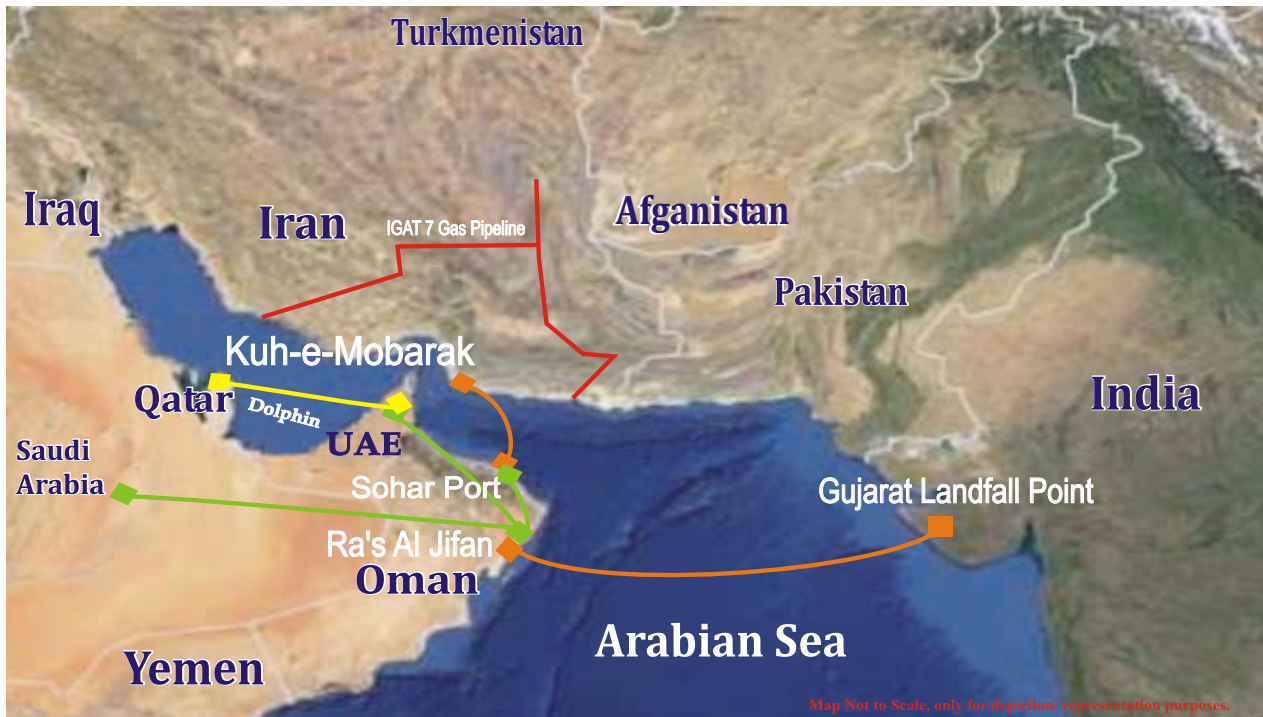 Turkmenistan
Iraq
Iran
IGAT 7 Gas Pipeline
Afganistan
Pakistan
Kuh-e-Mobarak
Qatar
Dolphin
UAE
India
Saudi
Arabia
Sohar Port
Gujarat Landfall Point
Ra's Al Jifan
Oman
Arabian Sea
Yemen
Map Not to Scale, only for depiction/ representation purposes.